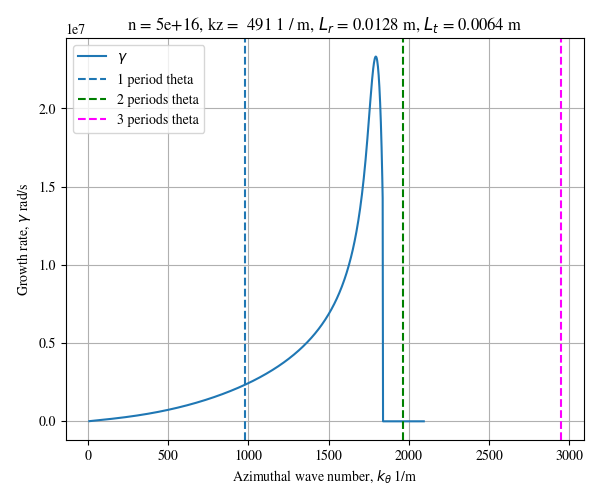 n = 5e+16, kz =  491 1 / m, Lᵣ = 0.0128 m, Lₜ = 0.0064 m
1e7
γ
1 period theta
2 periods theta
3 periods theta
2.0
1.5
1.0
0.5
0.0
Growth rate, γ rad/s
0 500 1000 1500 2000 2500 3000
Azimuthal wave number, k_θ 1/m